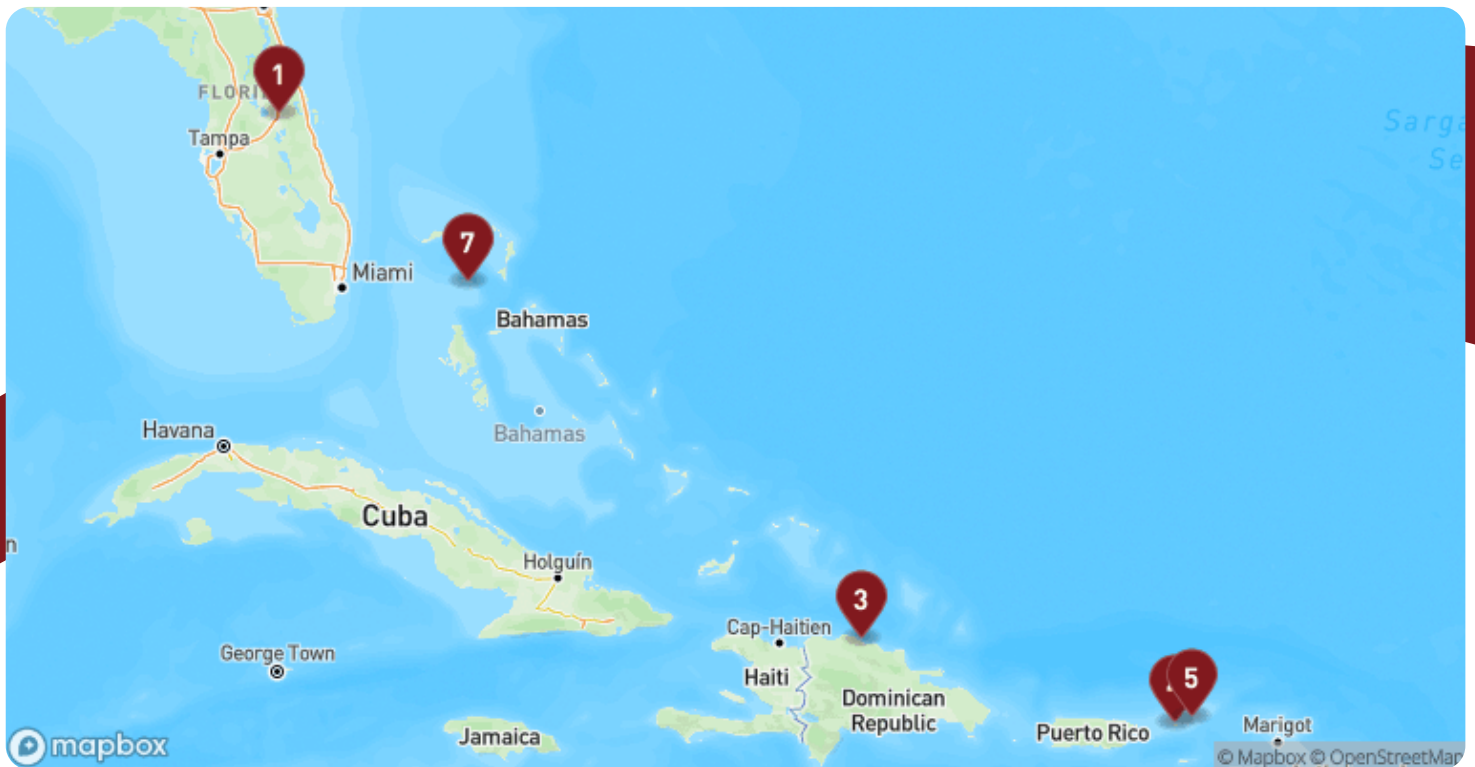 1
FLORI
Tampa
Sarga
Se
7
Miami
Bahamas
Havana
Bahamas
Cuba
n
Holguín
3
Cap-Haitien
George Town
Haiti
5
Dominican
Republic
Jamaica
Puerto Rico
Marigot
mapbox
© Mapbox © OpenStreetMap